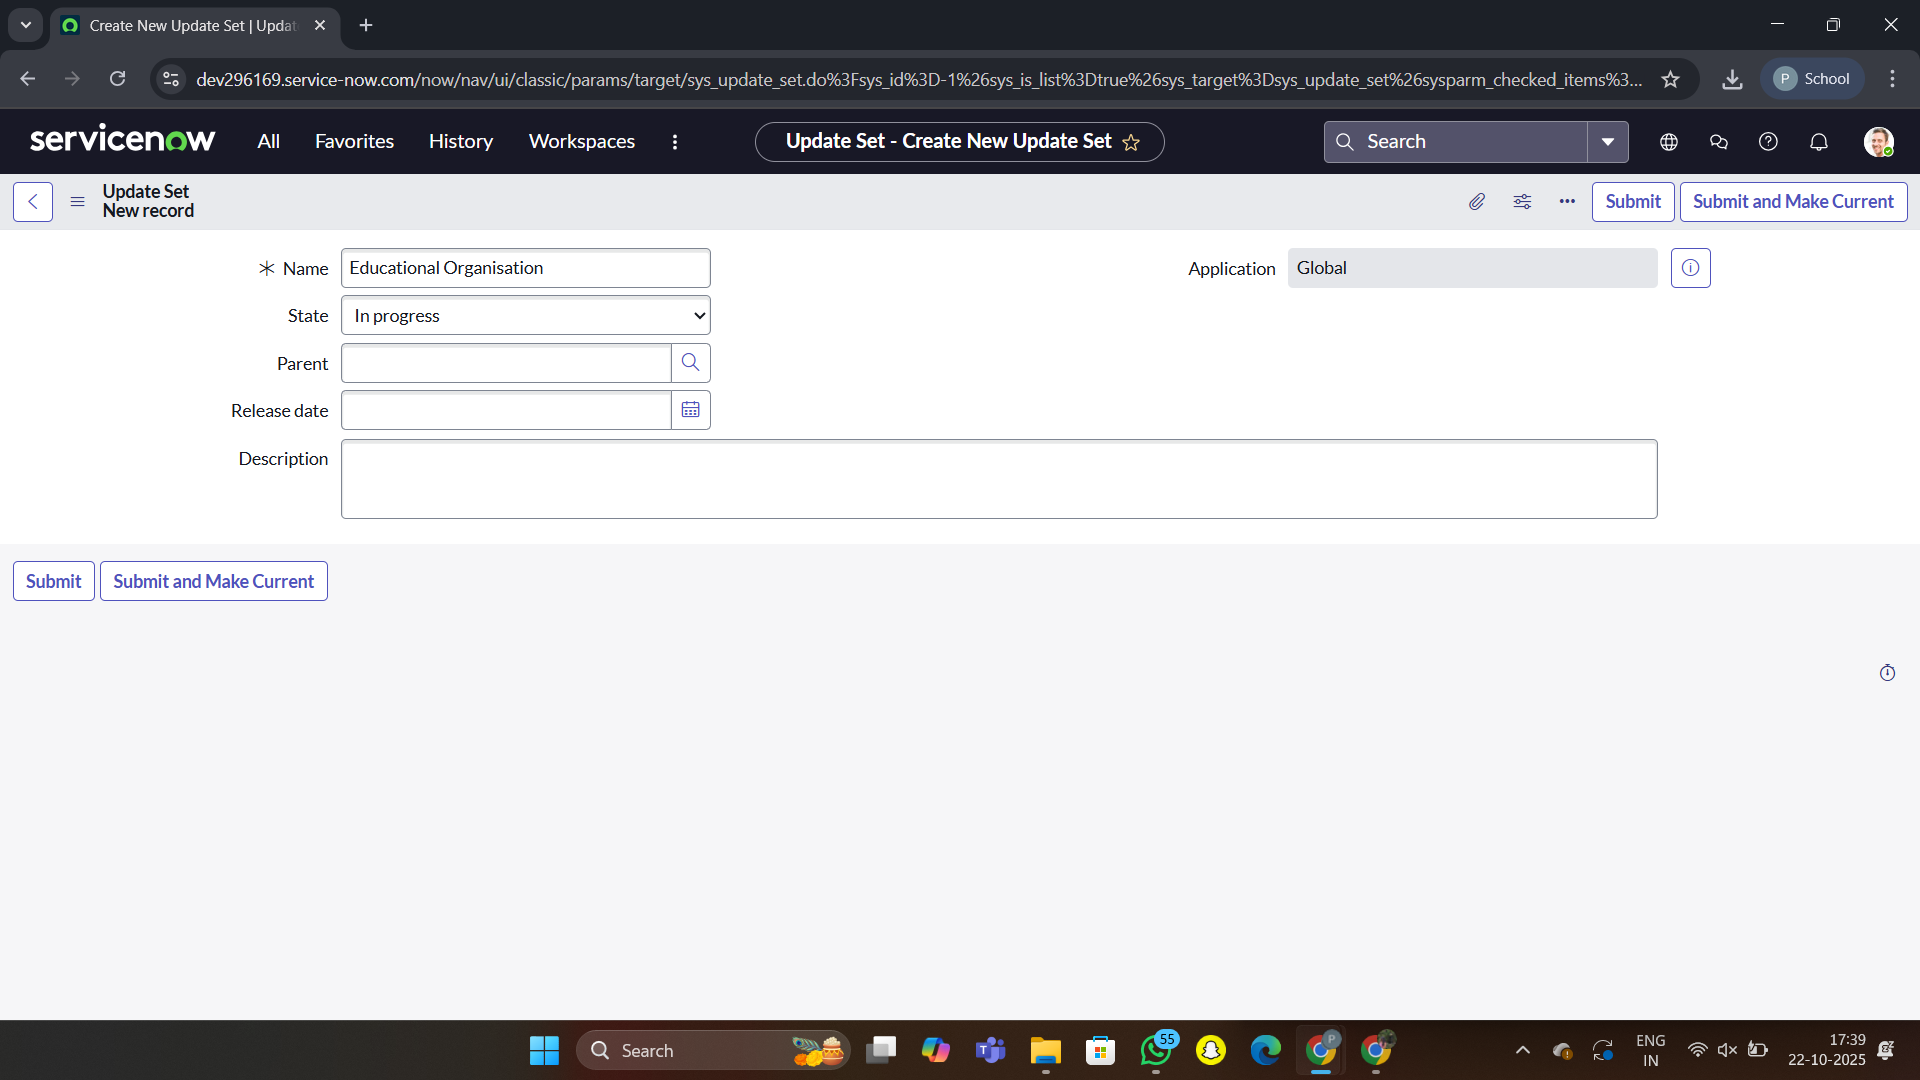 Create New Update Set | Updat
dev296169.service-now.com/now/nav/ui/classic/params/target/sys_update_set.do%3Fsys_id%3D-1%26sys_is_list%3Dtrue%26sys_target%3Dsys_update_set%26sysparm_checked_items%3...
P School
servicenow All Favorites History Workspaces Update Set - Create New Update Set Search
Update Set
New record
Submit Submit and Make Current
Name Educational Organisation Application Global
State In progress
Parent
Release date
Description
Submit Submit and Make Current
Search 55 P ENG
IN 17:39
22-10-2025